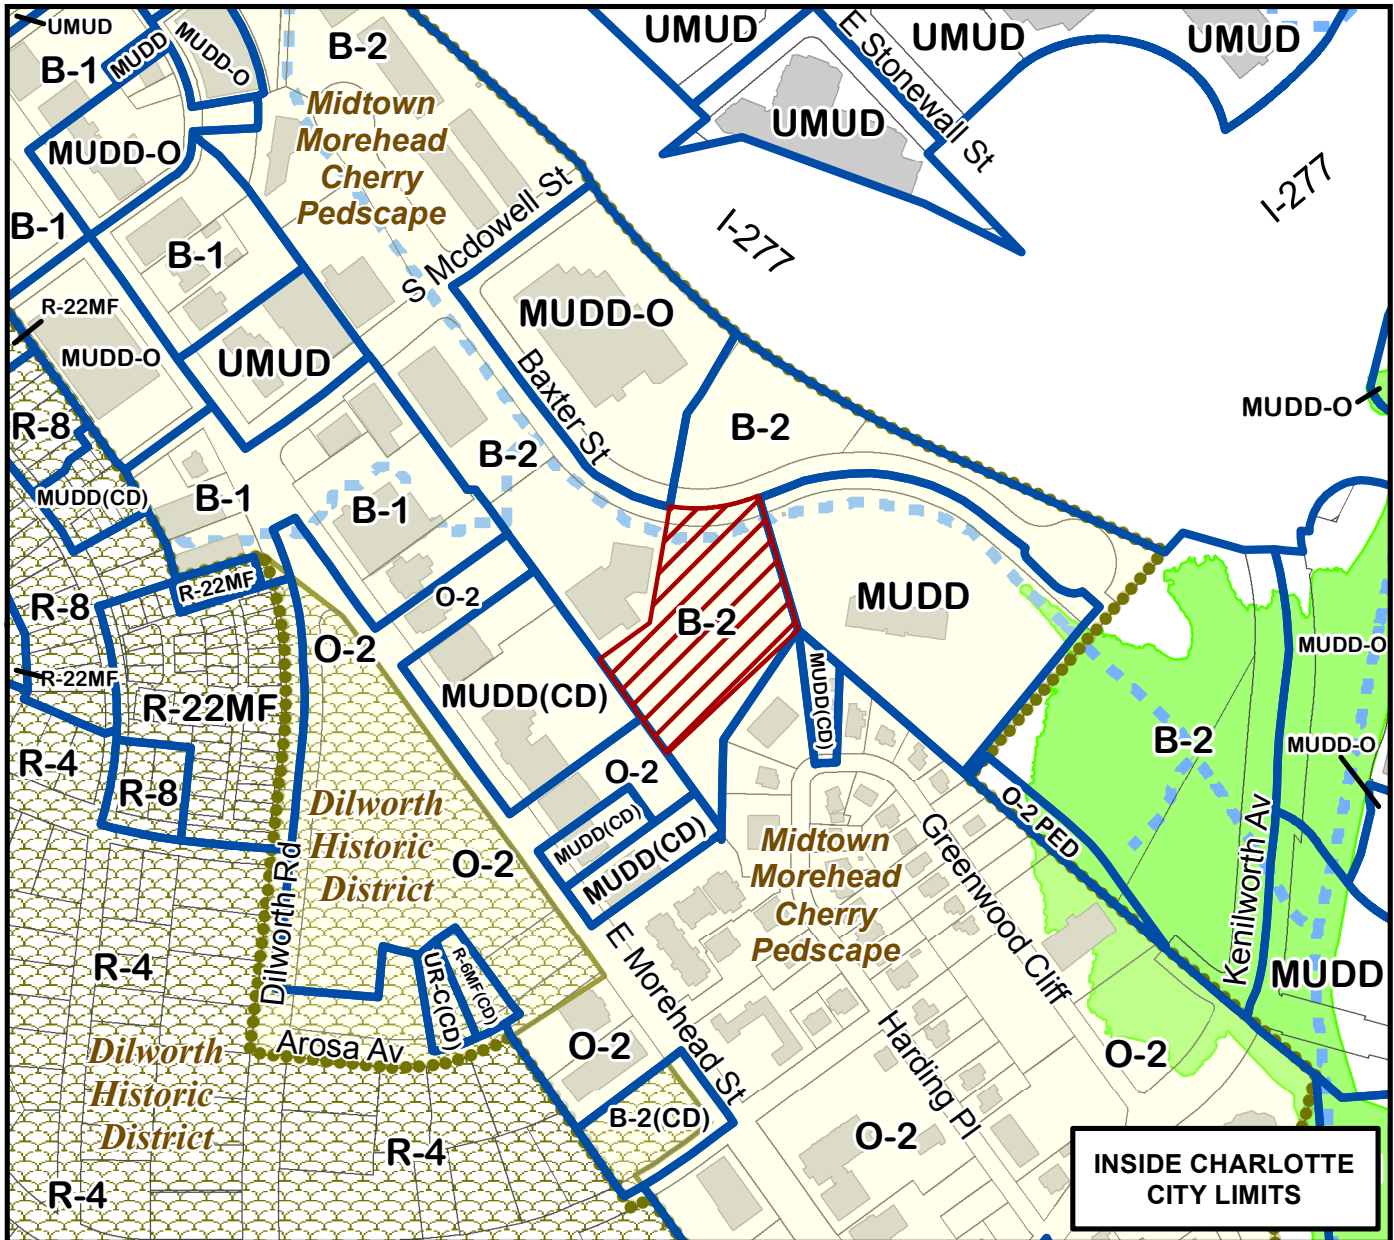 UMUD
B-1
MUDD
MUDD-O
B-2
UMUD
E Stonewall St
UMUD
UMUD
Midtown
Morehead
Cherry
Pedscape
UMUD
MUDD-O
I-277
I-277
B-1
B-1
S Mcdowell St
R-22MF
MUDD-O
MUDD-O
UMUD
Baxter St
MUDD-O
R-8
B-2
B-2
MUDD(CD)
B-1
B-1
R-22MF
O-2
R-8
MUDD
B-2
O-2
MUDD-O
R-22MF
R-22MF
MUDD(CD)
MUDD(CD)
B-2
MUDD-O
R-4
O-2
R-8
Dilworth
Historic
District
O-2
MUDD(CD)
MUDD(CD)
O-2 PED
Kenilworth Av
Midtown
Morehead
Cherry
Pedscape
Greenwood Cliff
Dilworth Rd
R-4
UR-C(CD)
R-6MF(CD)
E Morehead St
MUDD
Arosa Av
O-2
Harding Pl
O-2
Dilworth
Historic
District
B-2(CD)
O-2
R-4
R-4
INSIDE CHARLOTTE
CITY LIMITS